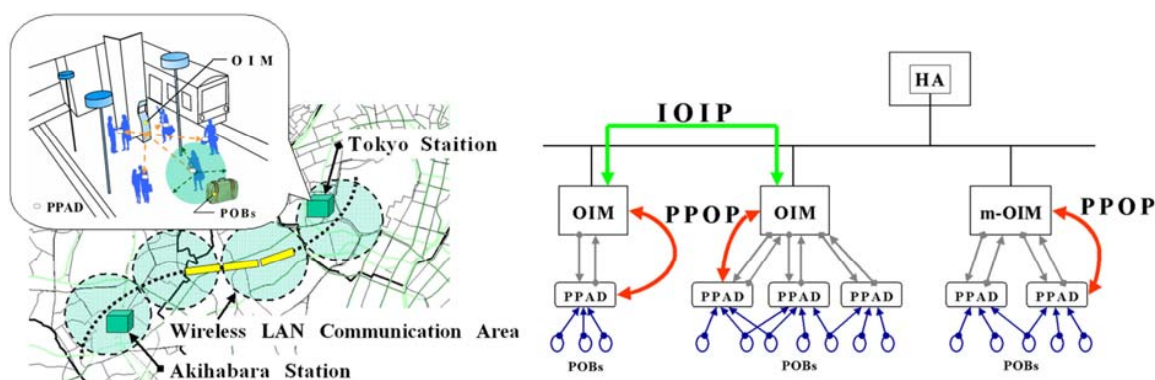 O I M
PPAD
POBs
Tokyo Staition
Wireless LAN Communication Area
Akihabara Station
HA
IOIP
OIM
PPOP
OIM
m-OIM
PPOP
PPAD
PPAD
PPAD
PPAD
PPAD
PPAD
POBs
POBs
POBs